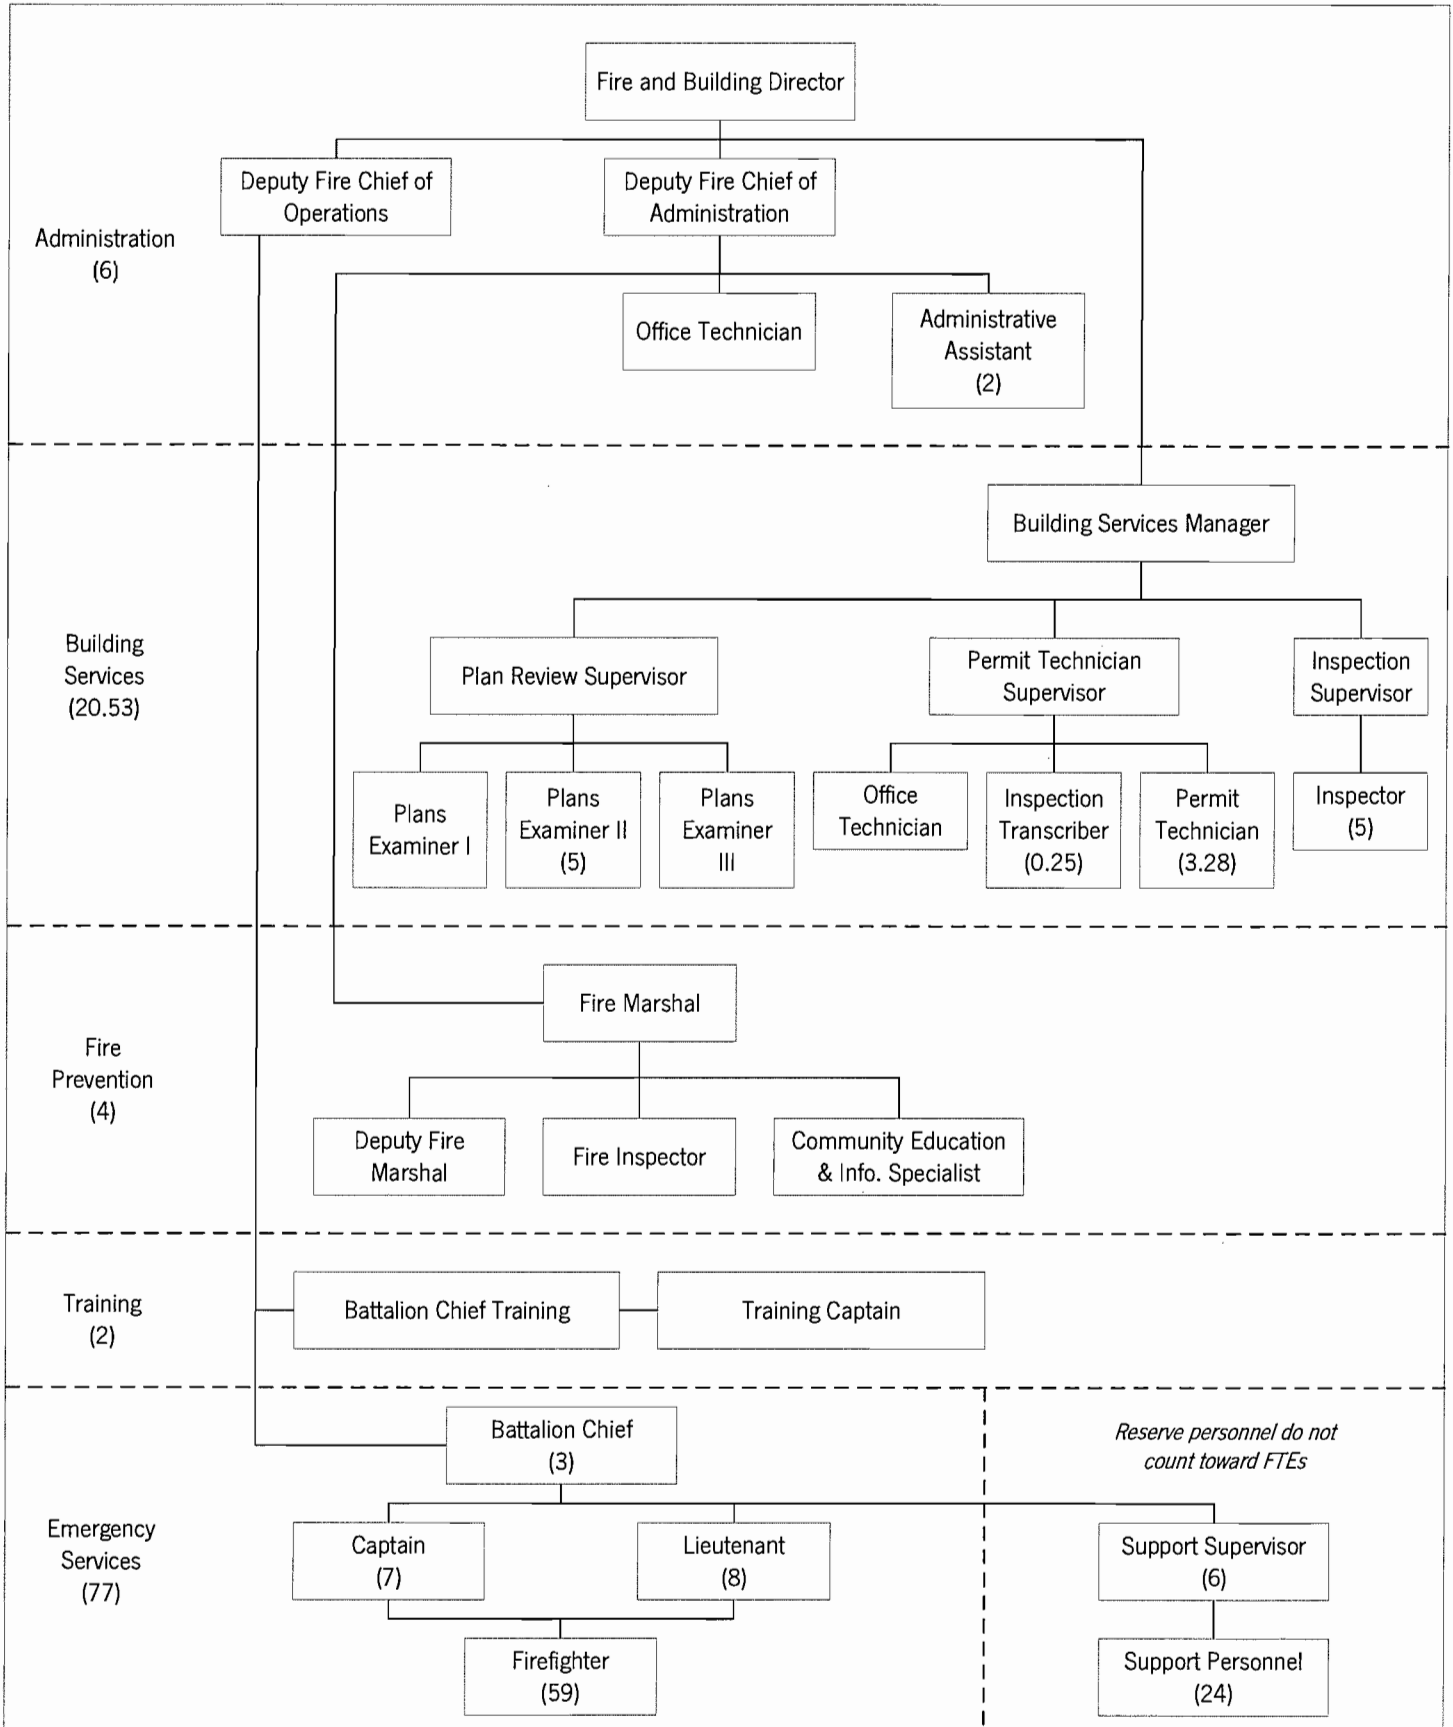 Fire and Building Director
Deputy Fire Chief of
Operations
Deputy Fire Chief of
Administration
Administration
(6)
Office Technician
Administrative
Assistant
(2)
Building Services Manager
Building
Services
(20.53)
Plan Review Supervisor
Permit Technician
Supervisor
Inspection
Supervisor
Plans
Examiner I
Plans
Examiner II
(5)
Plans
Examiner
III
Office
Technician
Inspection
Transcriber
(0.25)
Permit
Technician
(3.28)
Inspector
(5)
Fire Marshal
Fire
Prevention
(4)
Deputy Fire
Marshal
Fire Inspector
Community Education
& Info. Specialist
Training
(2)
Battalion Chief Training
Training Captain
Battalion Chief
(3)
Reserve personnel do not
count toward FTEs
Emergency
Services
(77)
Captain
(7)
Lieutenant
(8)
Support Supervisor
(6)
Firefighter
(59)
Support Personnel
(24)